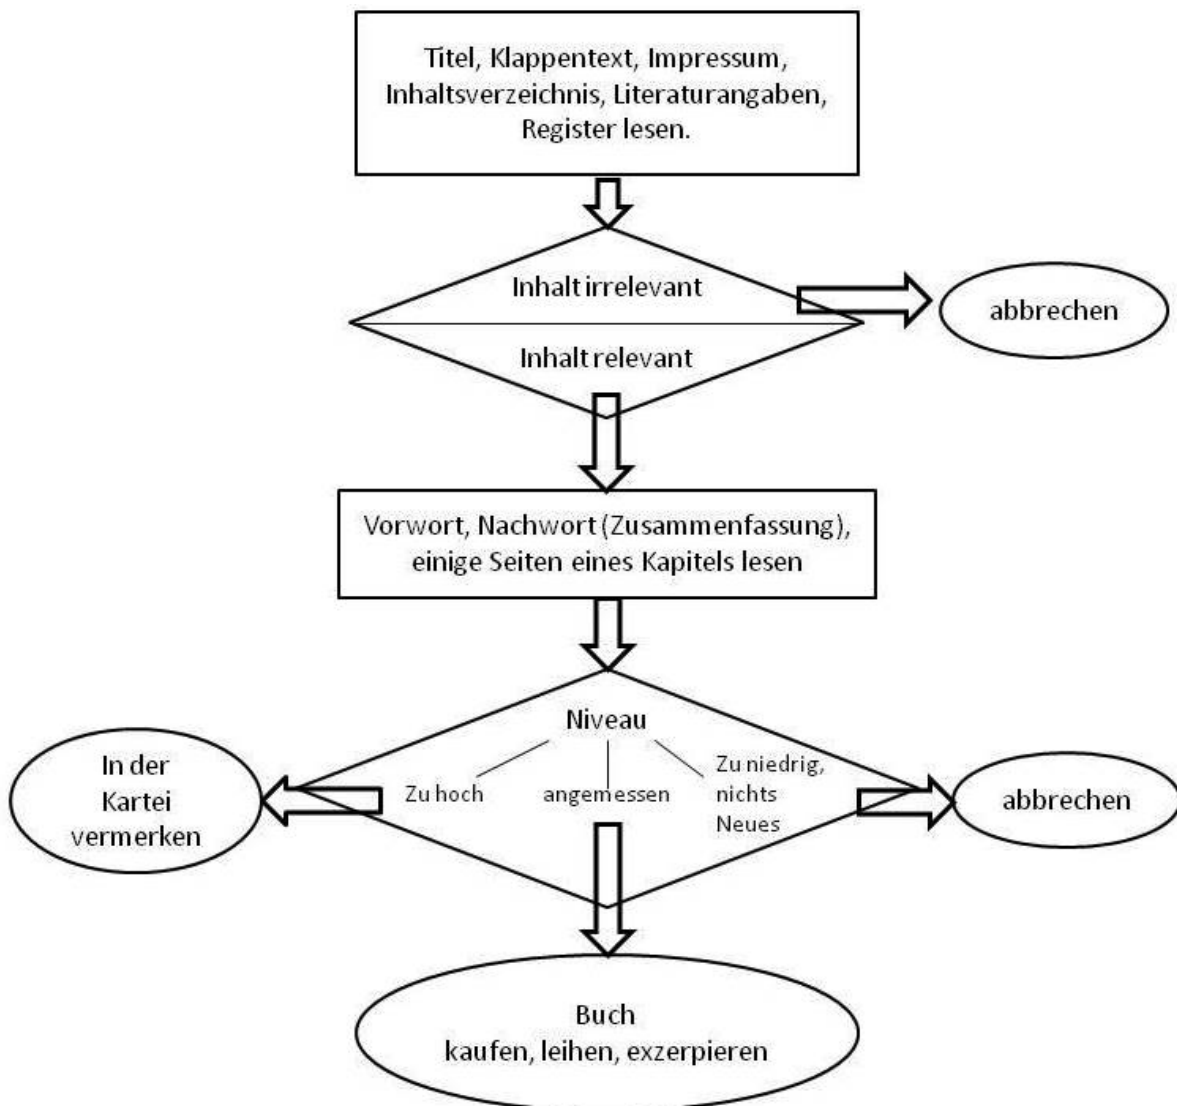 Titel, Klappentext, Impressum,
Inhaltsverzeichnis, Literaturangaben,
Register lesen.
Inhalt irrelevant
abbrechen
Inhalt relevant
Vorwort, Nachwort (Zusammenfassung),
einige Seiten eines Kapitels lesen
Niveau
In der
Kartei
vermerken
Zu hoch
angemessen
Zu niedrig,
nichts
Neues
abbrechen
Buch
kaufen, leihen, exzerpieren